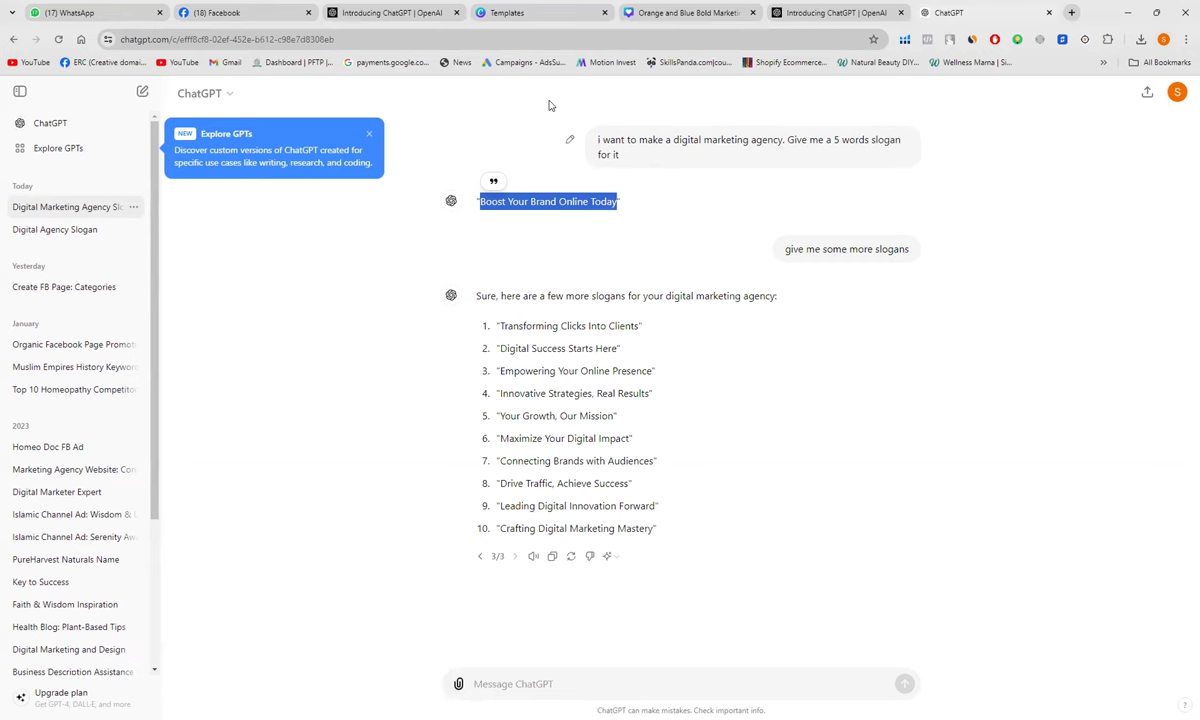 (17) WhatsApp
(18) Facebook
Introducing ChatGPT | OpenAI
Templates
Orange and Blue Bold Marketin
Introducing ChatGPT | OpenAI
ChatGPT
chatgpt.com/c/efff8cf8-02ef-452e-b612-c98e7d8308eb
YouTube
ERC (Creative domai...
YouTube
Gmail
Dashboard | PFTP |...
payments.google.co...
News
Campaigns - AdsSu...
Motion Invest
SkillsPanda.com|cou...
Shopify Ecommerce...
Natural Beauty DIY...
Wellness Mama | Si...
All Bookmarks
ChatGPT
S
ChatGPT
Explore GPTs
NEW Explore GPTs
Discover custom versions of ChatGPT created for
specific use cases like writing, research, and coding.
Today
Digital Marketing Agency Slo
Digital Agency Slogan
Yesterday
Create FB Page: Categories
January
Organic Facebook Page Promot
Muslim Empires History Keyword
Top 10 Homeopathy Competitor
2023
Homeo Doc FB Ad
Marketing Agency Website: Con
Digital Marketer Expert
Islamic Channel Ad: Wisdom & L
Islamic Channel Ad: Serenity Aw
PureHarvest Naturals Name
Key to Success
Faith & Wisdom Inspiration
Health Blog: Plant-Based Tips
Digital Marketing and Design
Business Description Assistance
Upgrade plan
Get GPT-4, DALL·E, and more
i want to make a digital marketing agency. Give me a 5 words slogan
for it
"Boost Your Brand Online Today"
give me some more slogans
Sure, here are a few more slogans for your digital marketing agency:
1. "Transforming Clicks Into Clients"
2. "Digital Success Starts Here"
3. "Empowering Your Online Presence"
4. "Innovative Strategies, Real Results"
5. "Your Growth, Our Mission"
6. "Maximize Your Digital Impact"
7. "Connecting Brands with Audiences"
8. "Drive Traffic, Achieve Success"
9. "Leading Digital Innovation Forward"
10. "Crafting Digital Marketing Mastery"
3/3
Message ChatGPT
ChatGPT can make mistakes. Check important info.
?